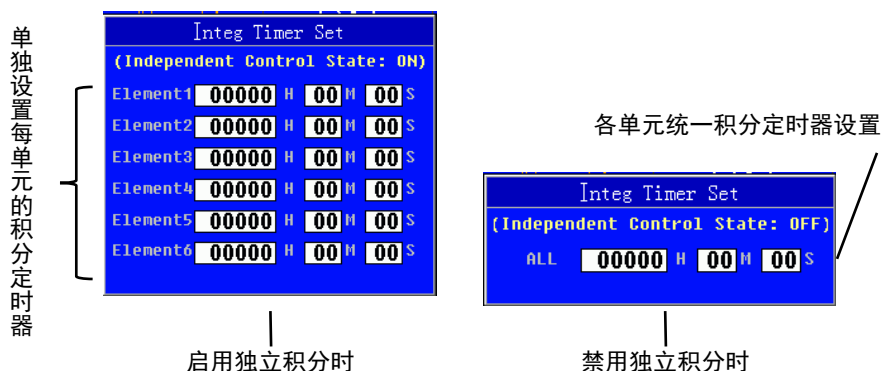 单独设置每单元的积分定时器
Integ Timer Set
(Independent Control State: ON)
Element1 00000 H 00 M 00 S
Element2 00000 H 00 M 00 S
Element3 00000 H 00 M 00 S
Element4 00000 H 00 M 00 S
Element5 00000 H 00 M 00 S
Element6 00000 H 00 M 00 S
启用独立积分时
各单元统一积分定时器设置
Integ Timer Set
(Independent Control State: OFF)
ALL 00000 H 00 M 00 S
禁用独立积分时